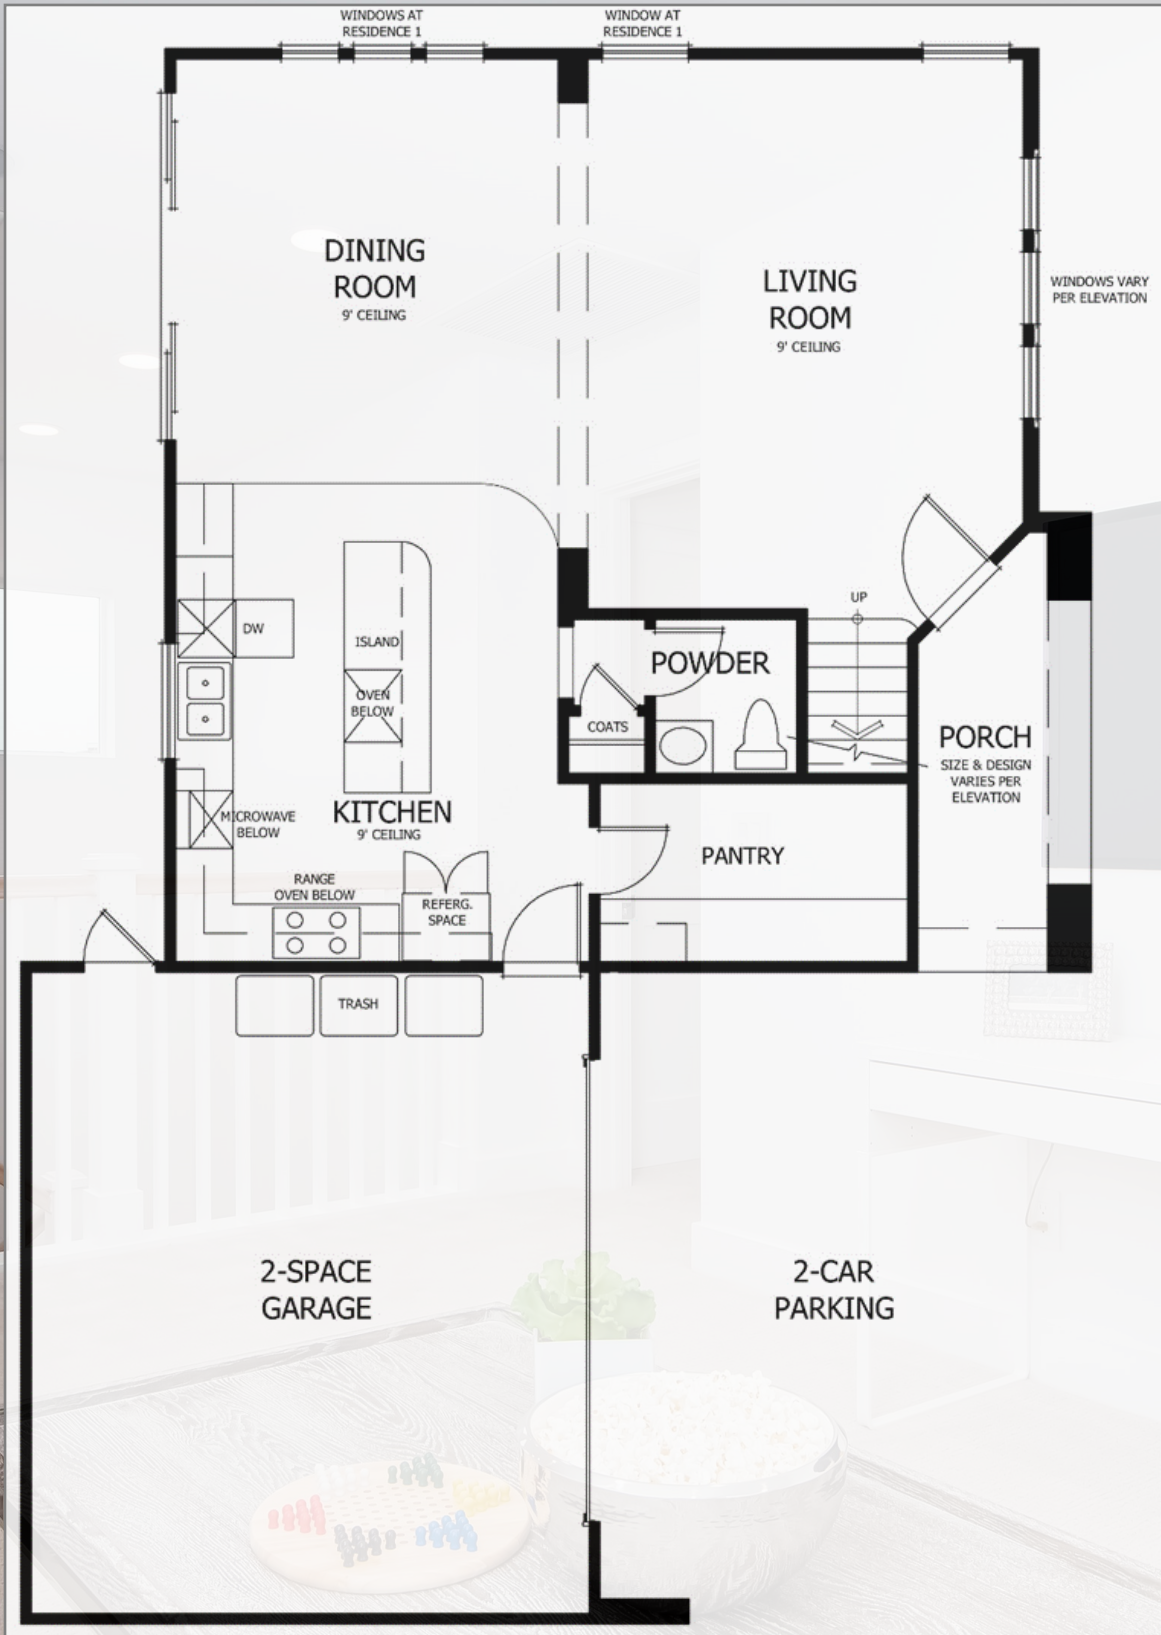 WINDOWS AT
RESIDENCE 1
WINDOW AT
RESIDENCE 1
DINING
ROOM
9' CEILING
LIVING
ROOM
9' CEILING
WINDOWS VARY
PER ELEVATION
UP
DW
ISLAND
OVEN
BELOW
POWDER
COATS
PORCH
SIZE & DESIGN
VARIES PER
ELEVATION
MICROWAVE
BELOW
KITCHEN
9' CEILING
PANTRY
RANGE
OVEN BELOW
REFERG.
SPACE
TRASH
2-SPACE
GARAGE
2-CAR
PARKING